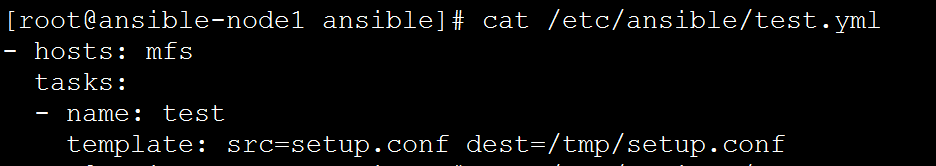 [root@ansible-node1 ansible]# cat /etc/ansible/test.yml
- hosts: mfs
  tasks:
  - name: test
    template: src=setup.conf dest=/tmp/setup.conf